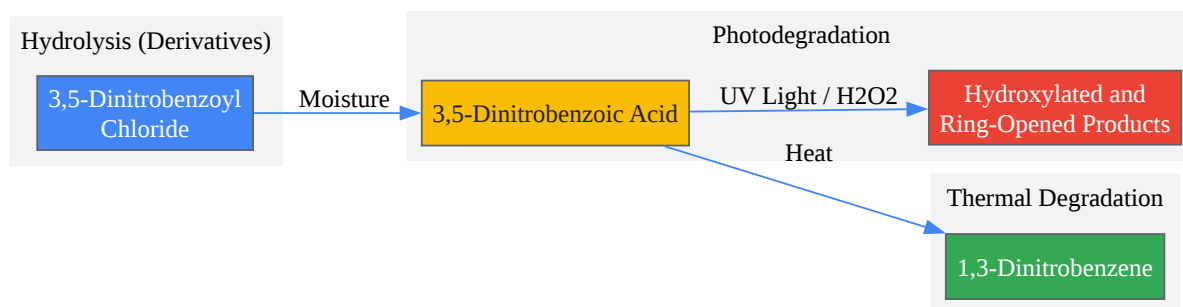 Hydrolysis (Derivatives)
3,5-Dinitrobenzoyl
Chloride
Moisture
Photodegradation
3,5-Dinitrobenzoic Acid
UV Light / H2O2
Hydroxylated and
Ring-Opened Products
Heat
Thermal Degradation
1,3-Dinitrobenzene